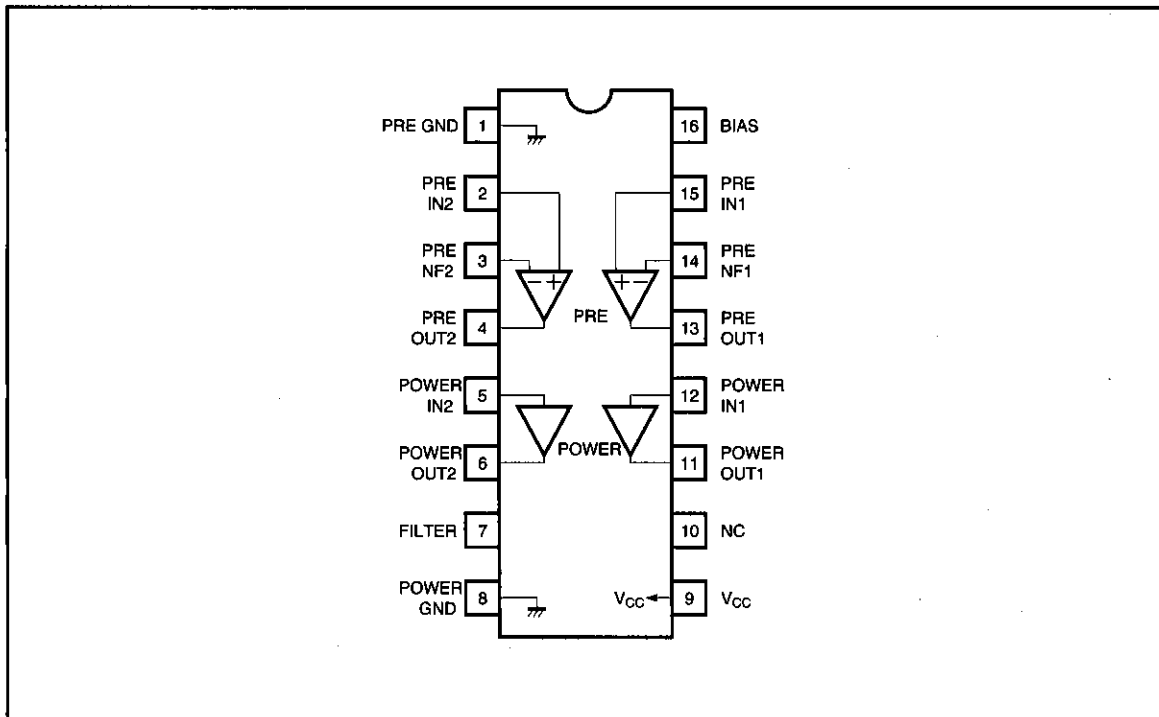 PRE GND 1 16 BIAS
PRE 2 15 PRE
IN2 IN1
PRE 3 14 PRE
NF2 NF1
− + + −
PRE
PRE 4 13 PRE
OUT2 OUT1
POWER 5 12 POWER
IN2 IN1
POWER
POWER 6 11 POWER
OUT2 OUT1
FILTER 7 10 NC
POWER 8 VCC 9 VCC
GND